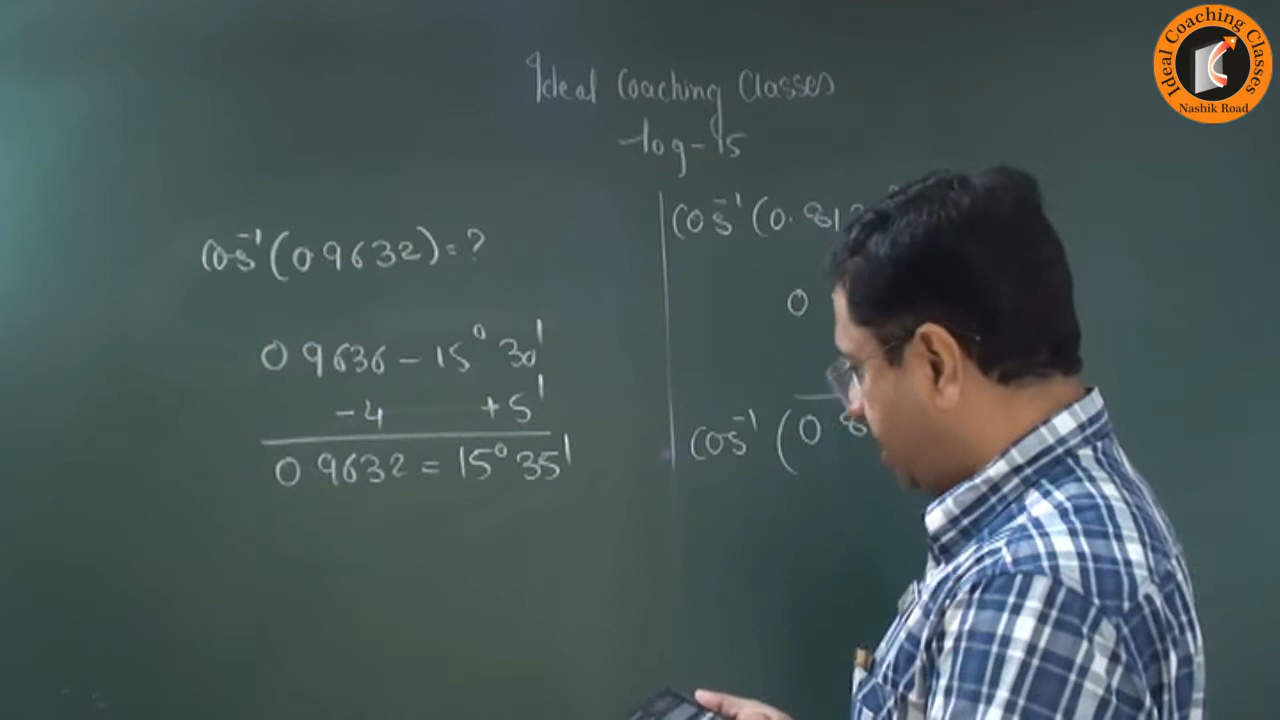 Ideal Coaching Classes
Nashik Road
Ideal Coaching Classes
log-15
cos⁻¹(0.9632)=?
0.9636 – 15° 30'
-4 +5'
0.9632 = 15° 35'
cos⁻¹(0.81
0
cos⁻¹(0.8